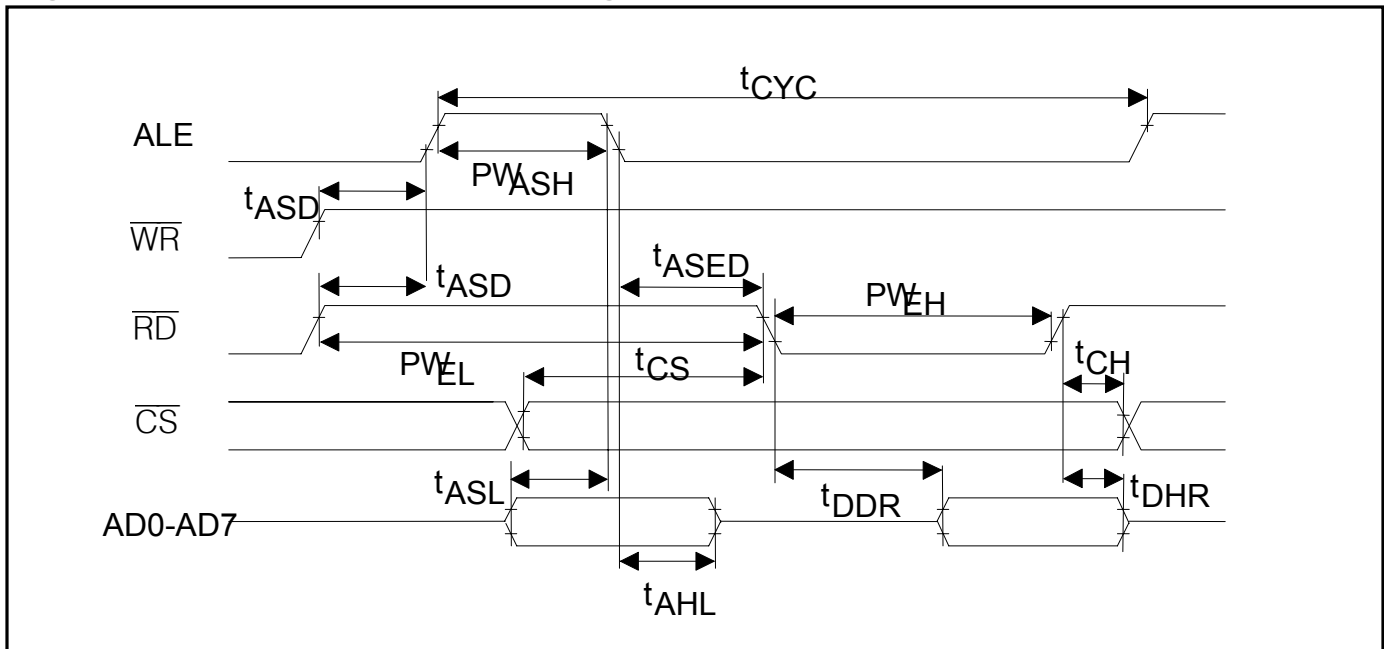 tCYC
ALE
PWASH
tASD
WR
tASED
tASD
PWEH
RD
PWEL
tCS
tCH
CS
tASL
tDDR
tDHR
AD0-AD7
tAHL